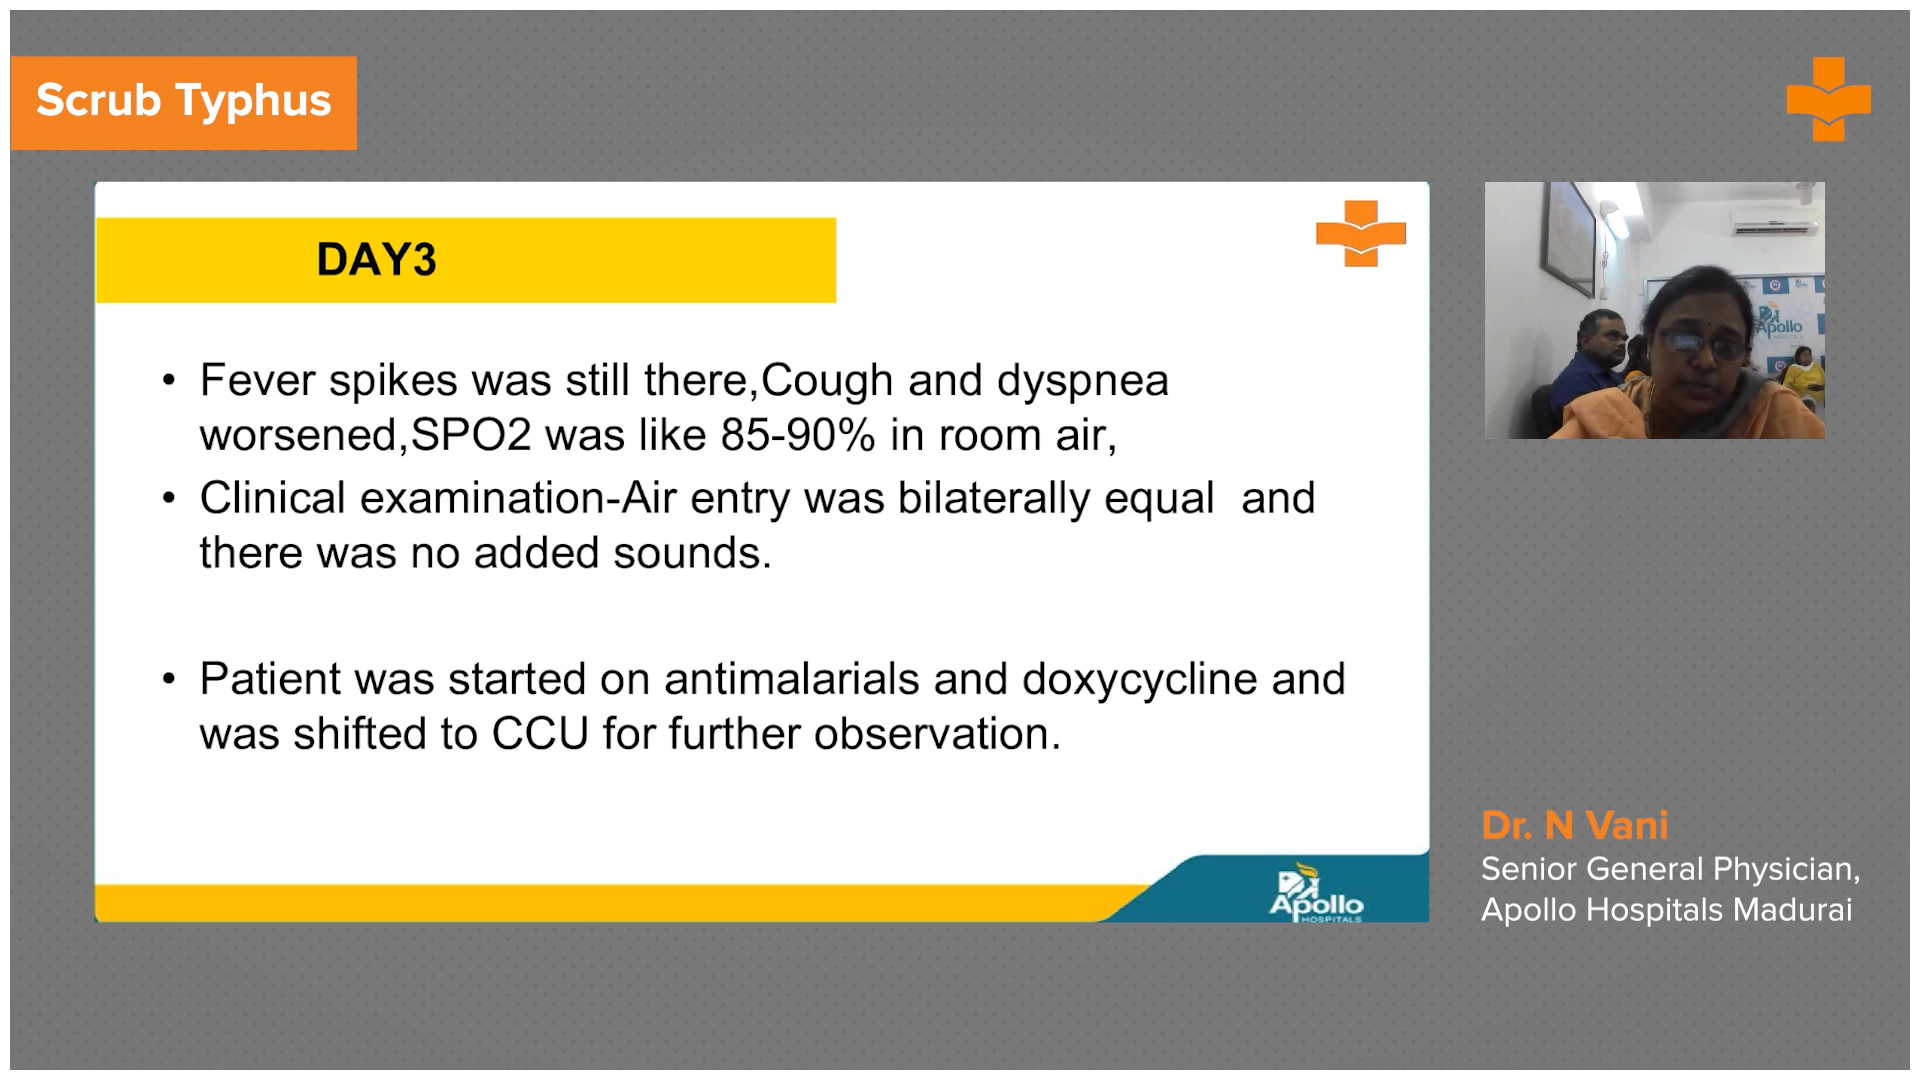 Scrub Typhus
DAY3
• Fever spikes was still there,Cough and dyspnea
worsened,SPO2 was like 85-90% in room air,
• Clinical examination-Air entry was bilaterally equal  and
there was no added sounds.
• Patient was started on antimalarials and doxycycline and
was shifted to CCU for further observation.
Apollo
HOSPITALS
Apollo
Dr. N Vani
Senior General Physician,
Apollo Hospitals Madurai